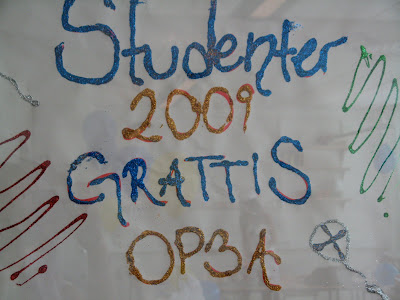 Studenter
2009
GRATTIS
OP3A